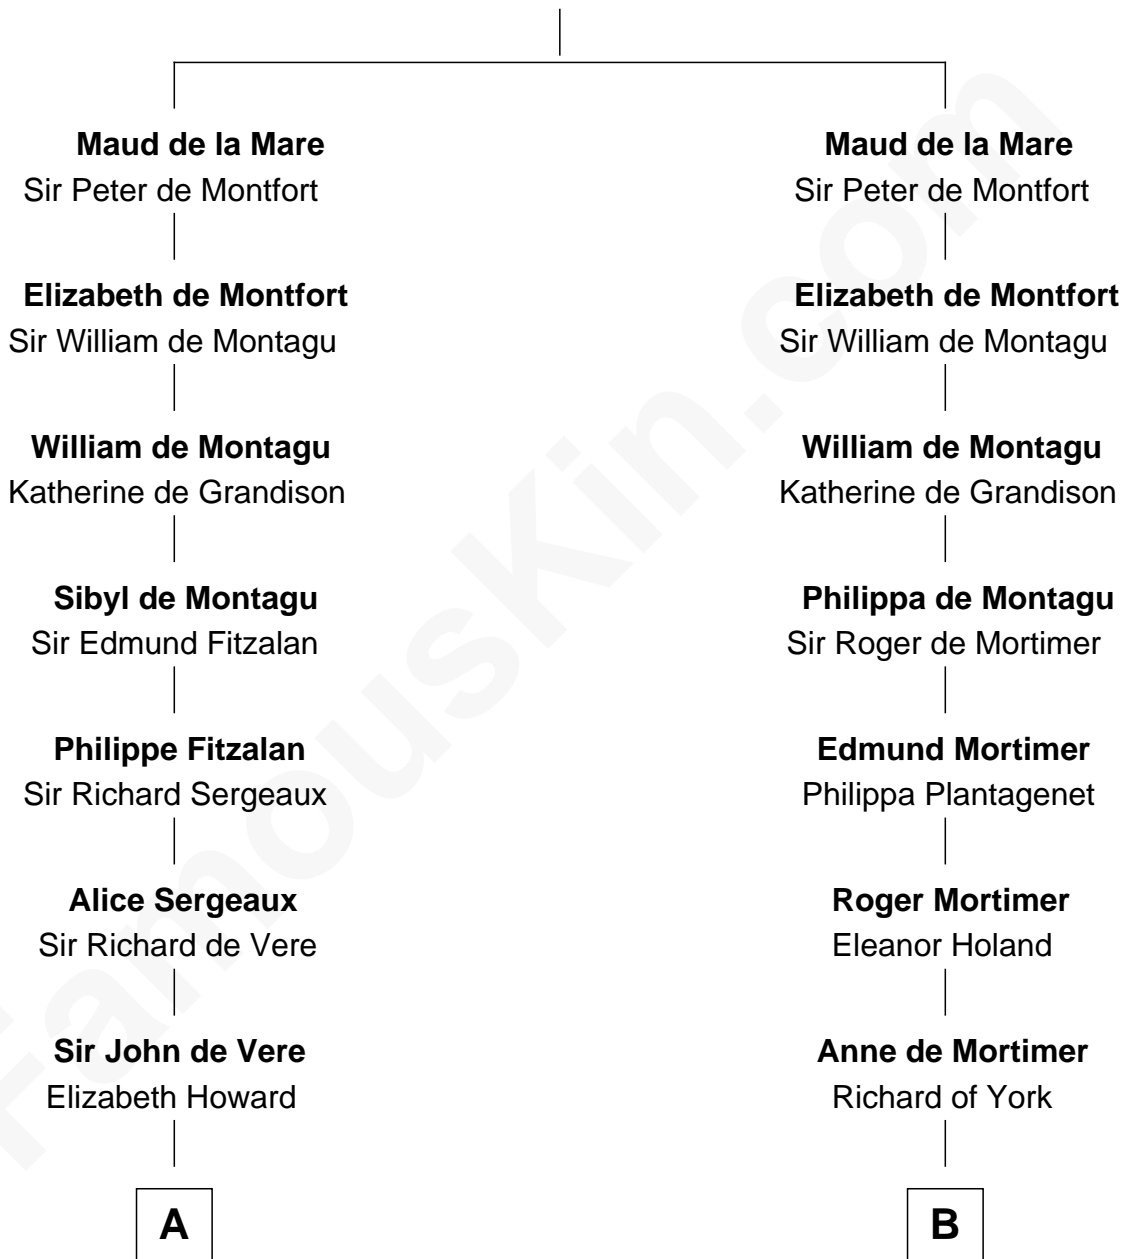 Maud de la Mare
Sir Peter de Montfort
Elizabeth de Montfort
Sir William de Montagu
William de Montagu
Katherine de Grandison
Sibyl de Montagu
Sir Edmund Fitzalan
Philippe Fitzalan
Sir Richard Sergeaux
Alice Sergeaux
Sir Richard de Vere
Sir John de Vere
Elizabeth Howard
A
Maud de la Mare
Sir Peter de Montfort
Elizabeth de Montfort
Sir William de Montagu
William de Montagu
Katherine de Grandison
Philippa de Montagu
Sir Roger de Mortimer
Edmund Mortimer
Philippa Plantagenet
Roger Mortimer
Eleanor Holand
Anne de Mortimer
Richard of York
B
FamousKin.com